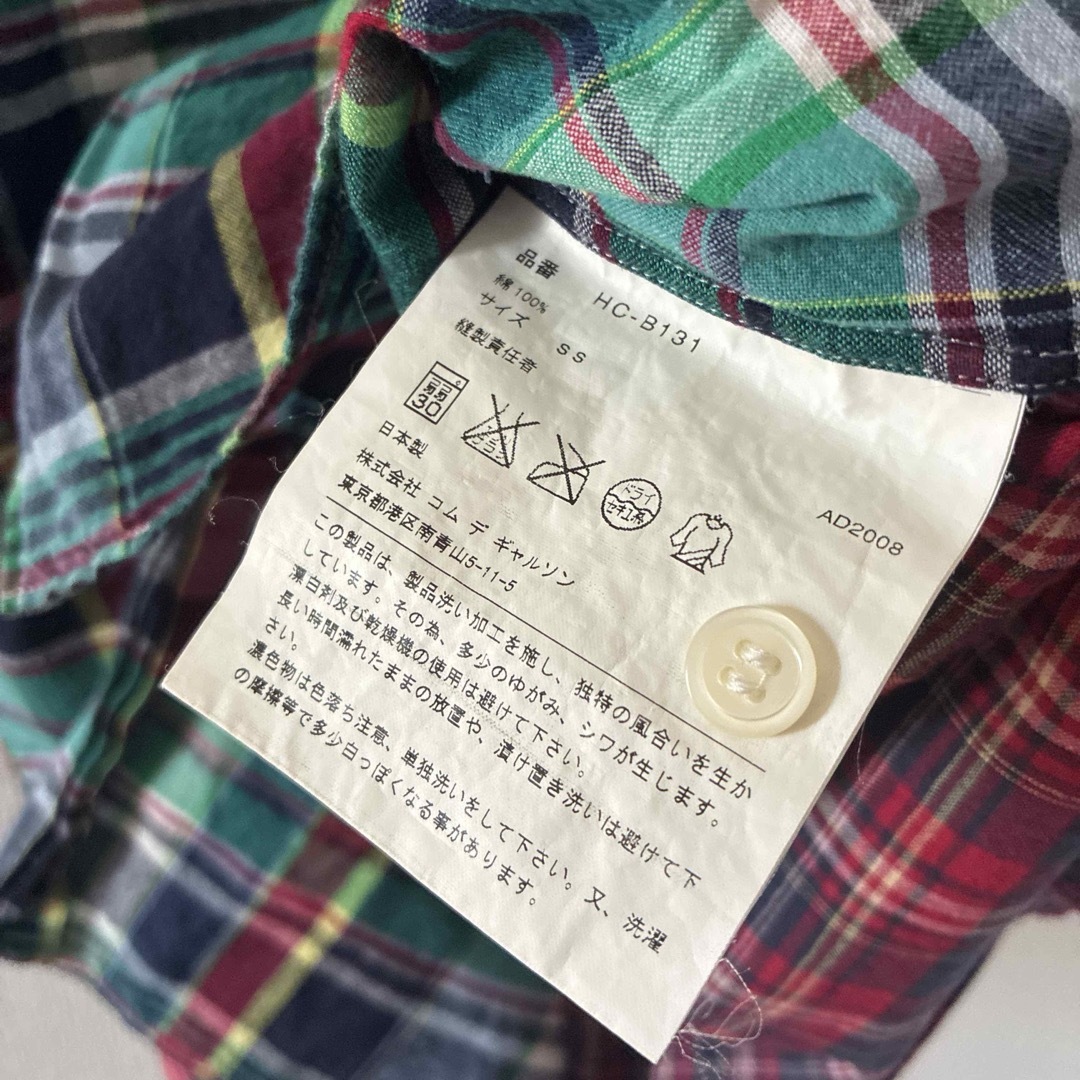 品番 HC-B131
綿 100%
サイズ SS
縫製責任者
弱
30
エンソ
ドライ
セキユ系
日本製
AD2008
株式会社 コム デ ギャルソン
東京都港区南青山5-11-5
この製品は、製品洗い加工を施し、独特の風合いを生か
しています。その為、多少のゆがみ、シワが生じます。
漂白剤及び乾燥機の使用は避けて下さい。
長い時間濡れたままの放置や、漬け置き洗いは避けて下
さい。
濃色物は色落ち注意、単独洗いをして下さい。又、洗濯
の摩擦等で多少白っぽくなる事があります。